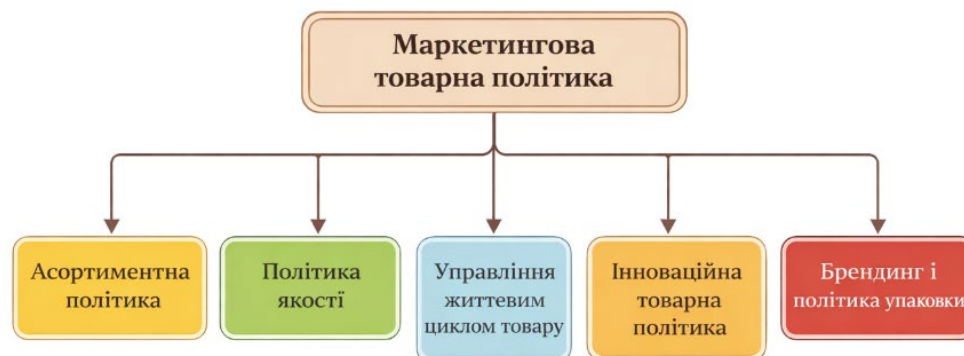 Маркетингова
товарна політика
Асортиментна
політика
Політика
якості
Управління
життєвим
циклом товару
Інноваційна
товарна
політика
Брендинг і
політика упаковки